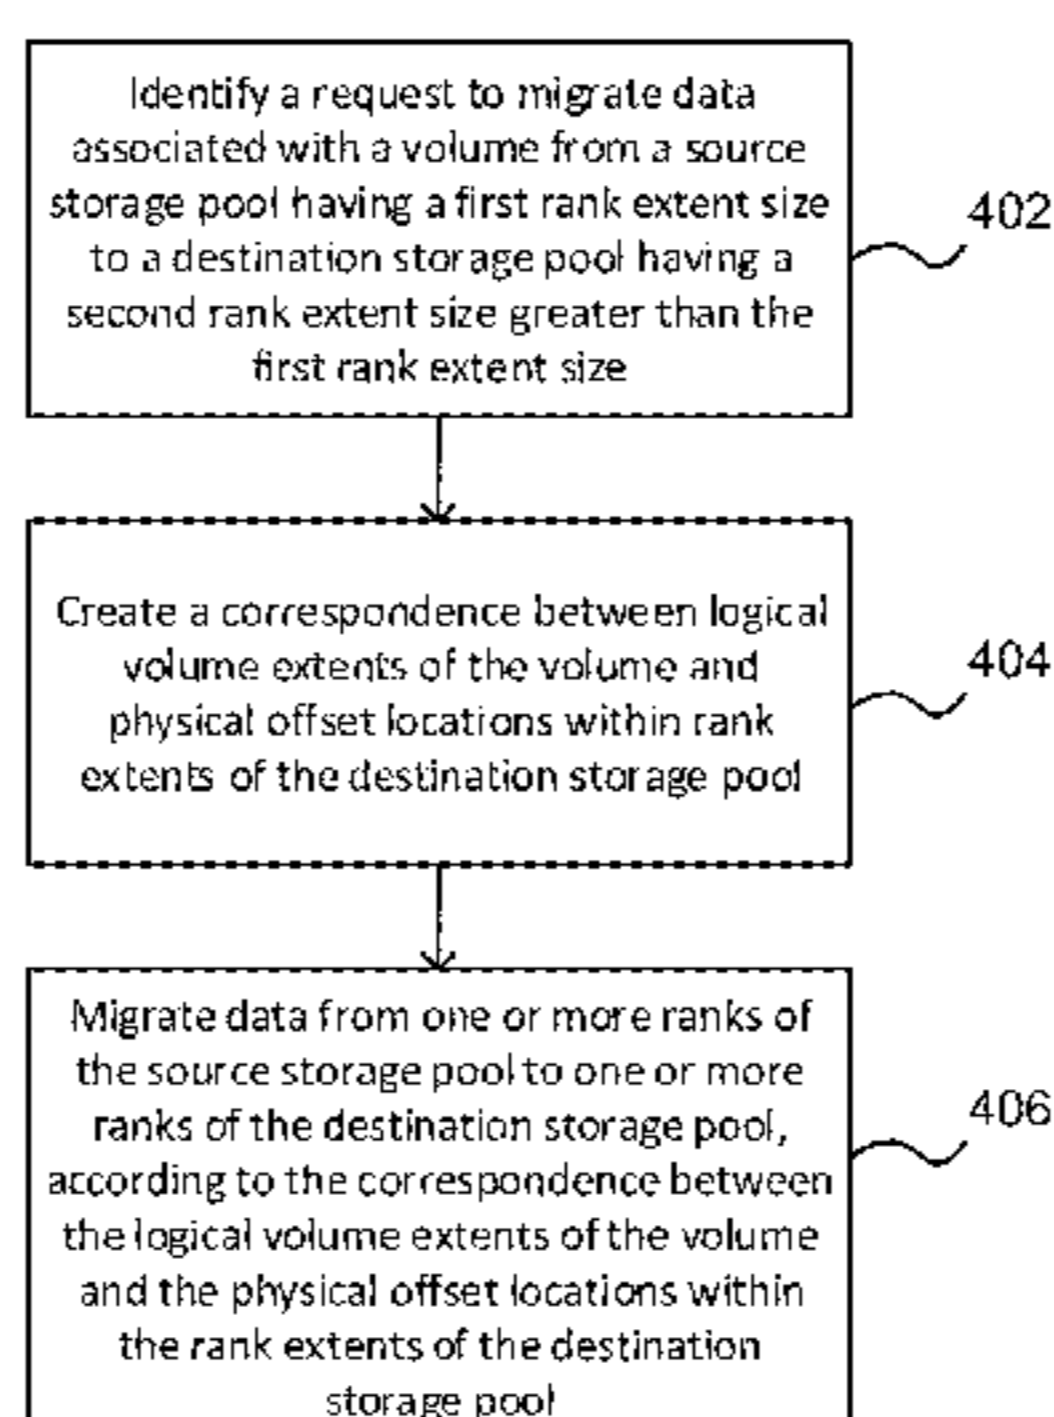 Identify a request to migrate data
associated with a volume from a source
storage pool having a first rank extent size
to a destination storage pool having a
second rank extent size greater than the
first rank extent size
402
Create a correspondence between logical
volume extents of the volume and
physical offset locations within rank
extents of the destination storage pool
404
Migrate data from one or more ranks of
the source storage pool to one or more
ranks of the destination storage pool,
according to the correspondence between
the logical volume extents of the volume
and the physical offset locations within
the rank extents of the destination
storage pool
406